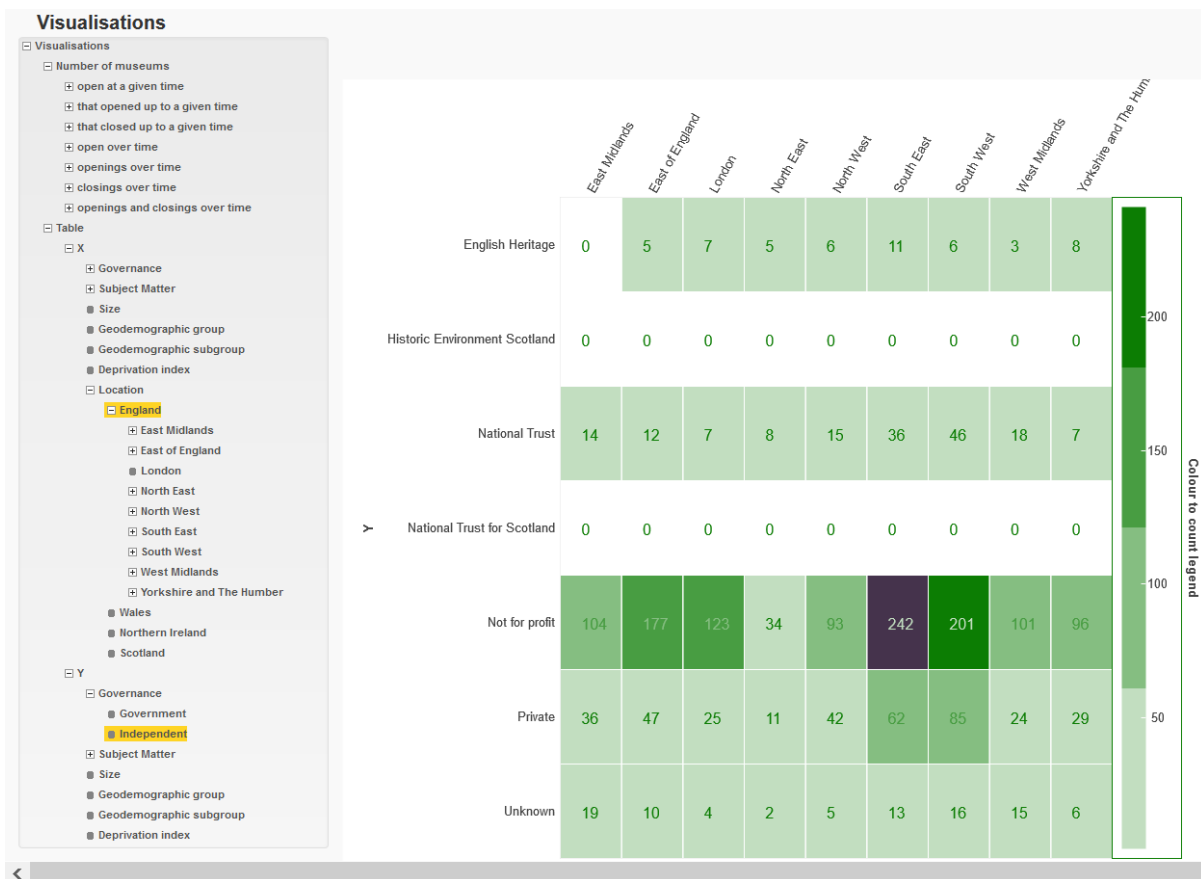 Visualisations
Visualisations
Number of museums
open at a given time
that opened up to a given time
that closed up to a given time
open over time
openings over time
closings over time
openings and closings over time
Table
X
Governance
Subject Matter
Size
Geodemographic group
Geodemographic subgroup
Deprivation index
Location
England
East Midlands
East of England
London
North East
North West
South East
South West
West Midlands
Yorkshire and The Humber
Wales
Northern Ireland
Scotland
Y
Governance
Government
Independent
Subject Matter
Size
Geodemographic group
Geodemographic subgroup
Deprivation index
East Midlands East of England London North East North West South East South West West Midlands Yorkshire and The Hum
English Heritage 0 5 7 5 6 11 6 3 8
Historic Environment Scotland 0 0 0 0 0 0 0 0 0
National Trust 14 12 7 8 15 36 46 18 7
Y
National Trust for Scotland 0 0 0 0 0 0 0 0 0
Not for profit 104 177 123 34 93 242 201 101 96
Private 36 47 25 11 42 62 85 24 29
Unknown 19 10 4 2 5 13 16 15 6
200
150
100
50
Colour to count legend